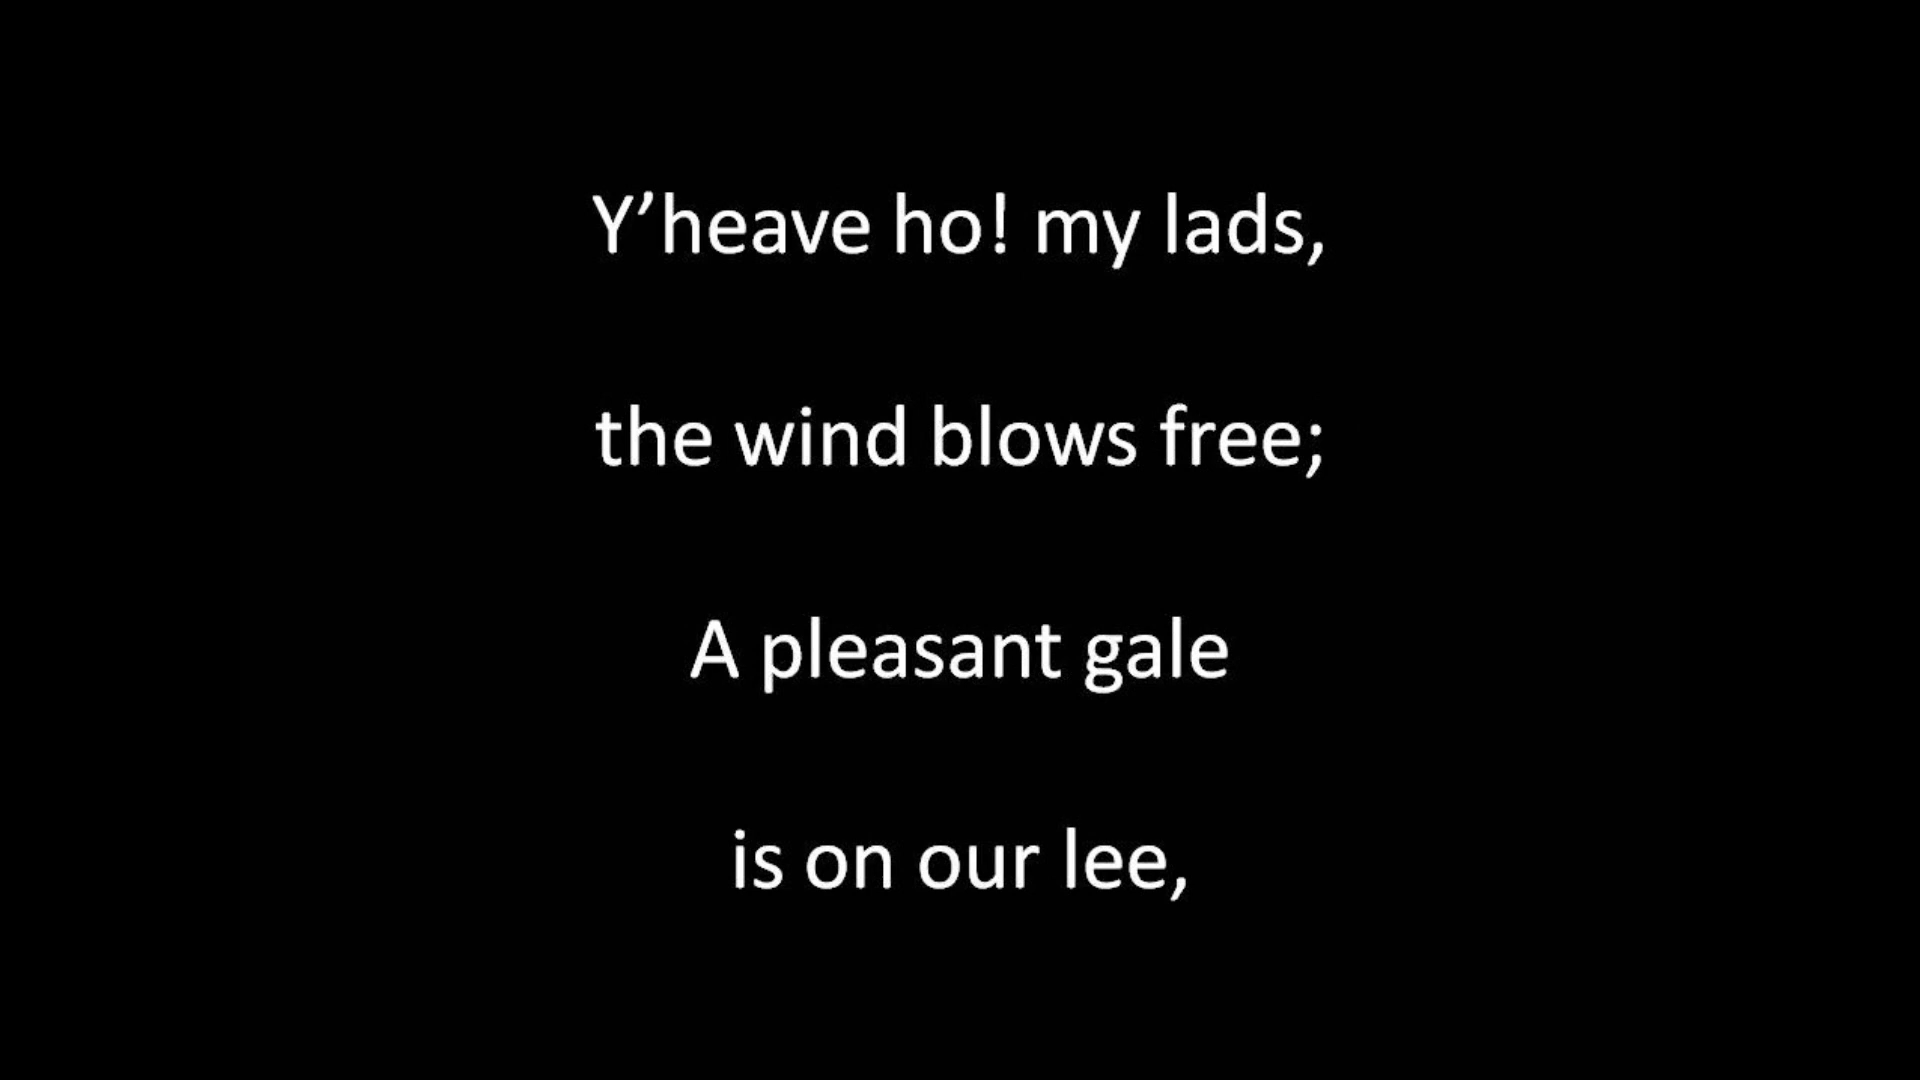 Y’heave ho! my lads,
the wind blows free;
A pleasant gale
is on our lee,